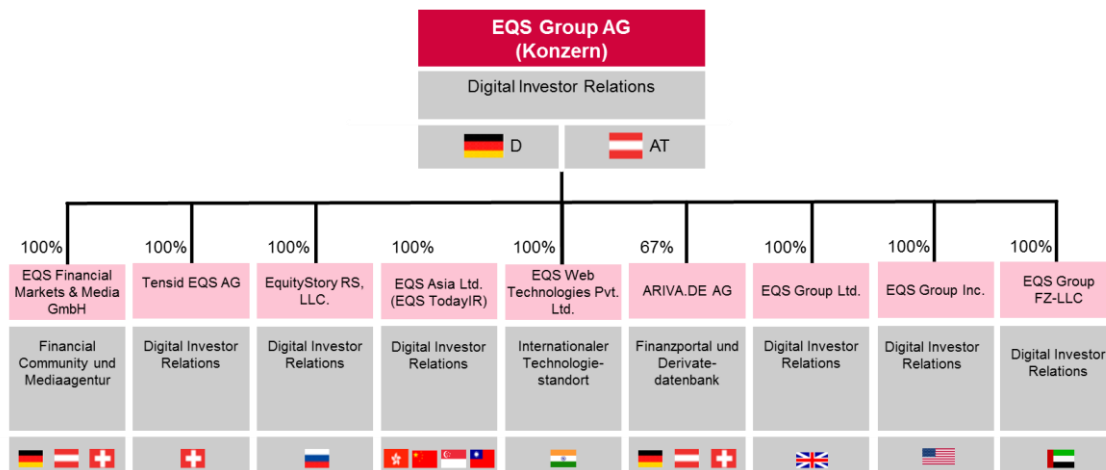 EQS Group AG
(Konzern)
Digital Investor Relations
D
AT
100%
100%
100%
100%
100%
67%
100%
100%
100%
EQS Financial
Markets & Media
GmbH
Tensid EQS AG
EquityStory RS,
LLC.
EQS Asia Ltd.
(EQS TodayIR)
EQS Web
Technologies Pvt.
Ltd.
ARIVA.DE AG
EQS Group Ltd.
EQS Group Inc.
EQS Group
FZ-LLC
Financial
Community und
Mediaagentur
Digital Investor
Relations
Digital Investor
Relations
Digital Investor
Relations
Internationaler
Technologie-
standort
Finanzportal und
Derivate-
datenbank
Digital Investor
Relations
Digital Investor
Relations
Digital Investor
Relations